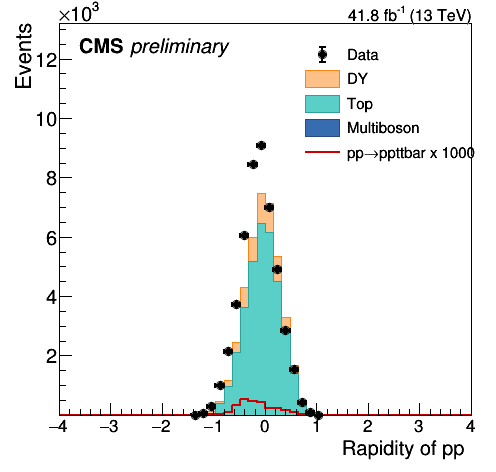 ×10³
41.8 fb⁻¹ (13 TeV)
CMS preliminary
Events
Data
DY
Top
Multiboson
pp→ppttbar x 1000
12
10
8
6
4
2
−4 −3 −2 −1 0 1 2 3 4
Rapidity of pp